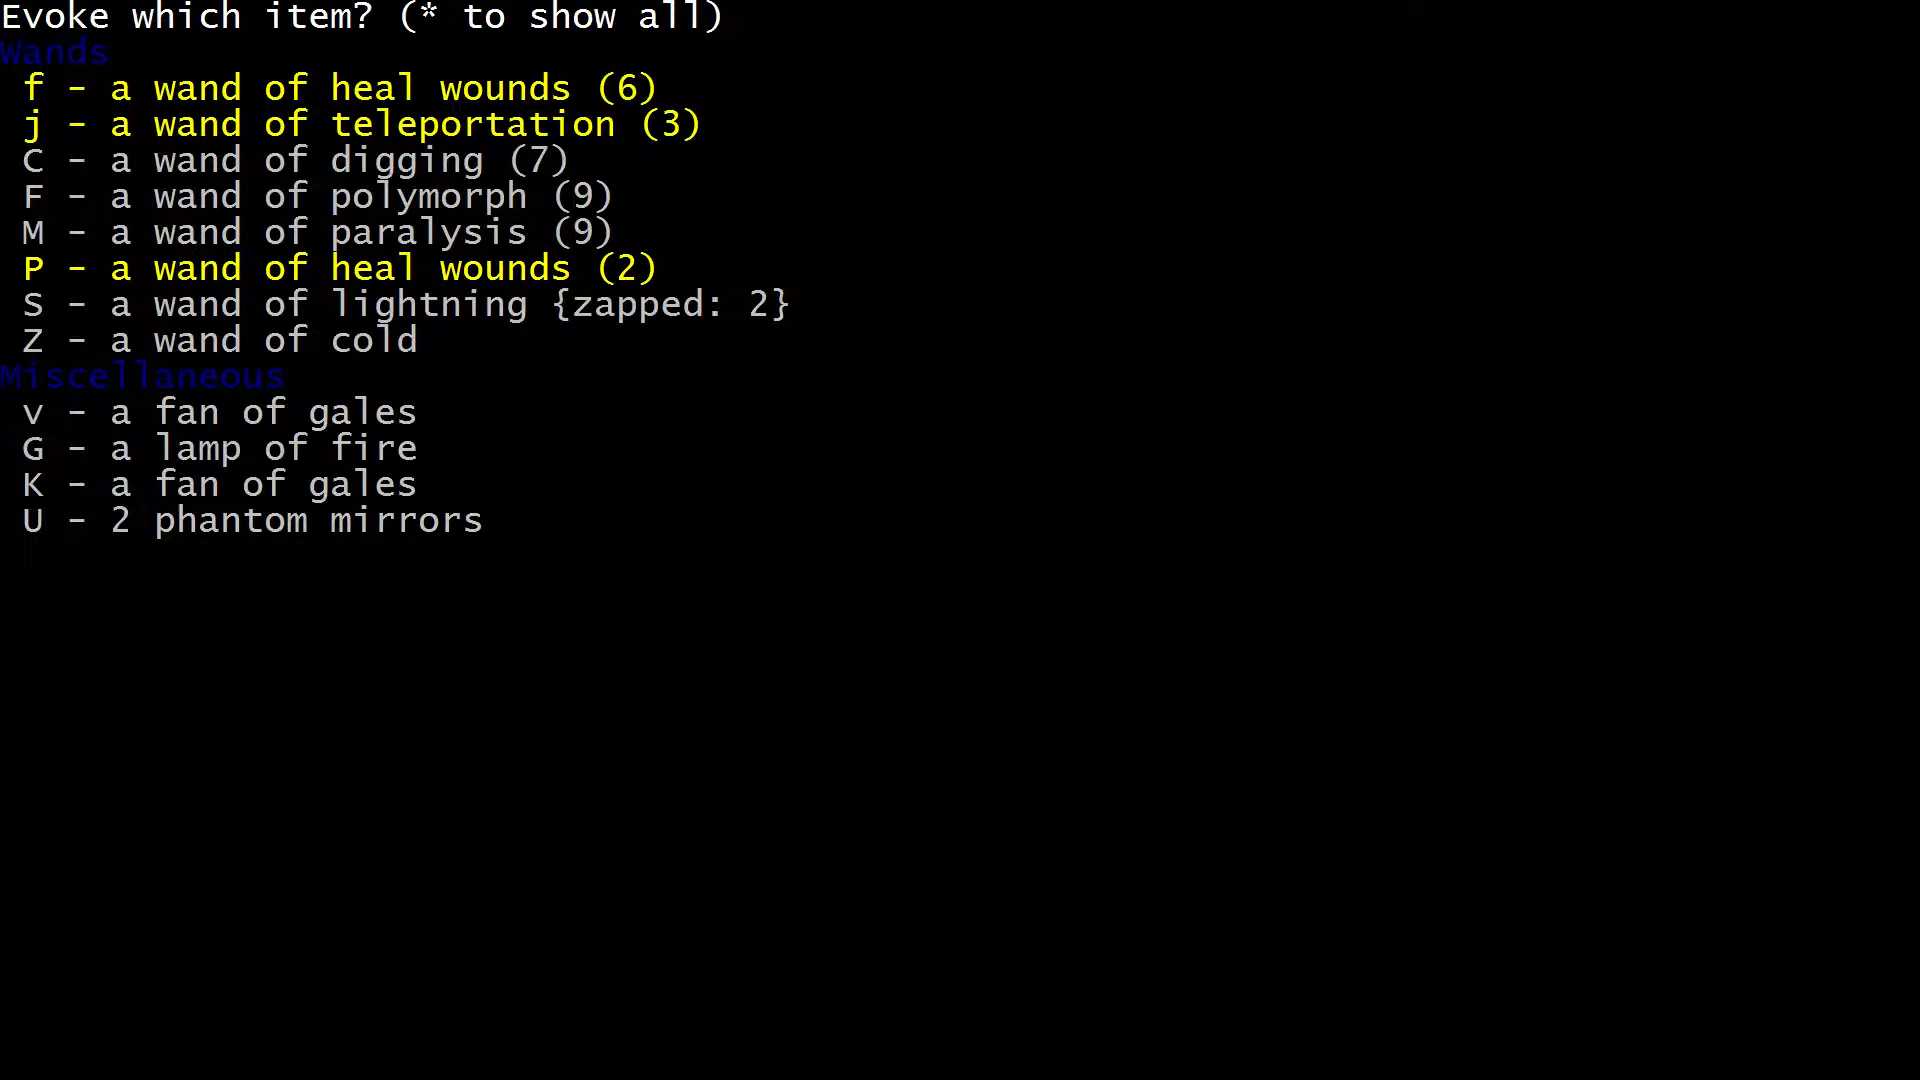 Evoke which item? (* to show all)
Wands
f - a wand of heal wounds (6)
j - a wand of teleportation (3)
C - a wand of digging (7)
F - a wand of polymorph (9)
M - a wand of paralysis (9)
P - a wand of heal wounds (2)
S - a wand of lightning {zapped: 2}
Z - a wand of cold
Miscellaneous
v - a fan of gales
G - a lamp of fire
K - a fan of gales
U - 2 phantom mirrors